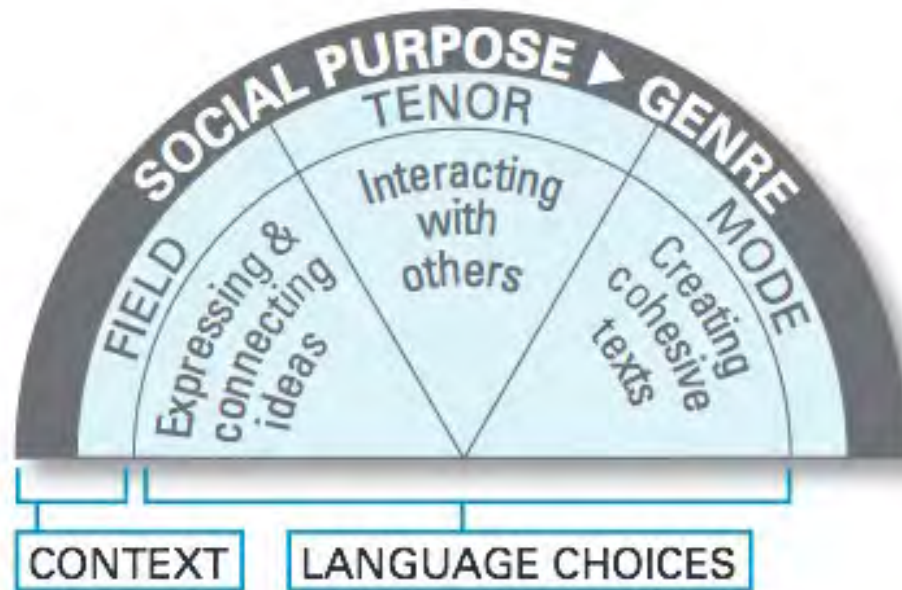 SOCIAL PURPOSE ▶ GENRE
FIELD
TENOR
MODE
Expressing &
connecting
ideas
Interacting
with
others
Creating
cohesive
texts
CONTEXT
LANGUAGE CHOICES